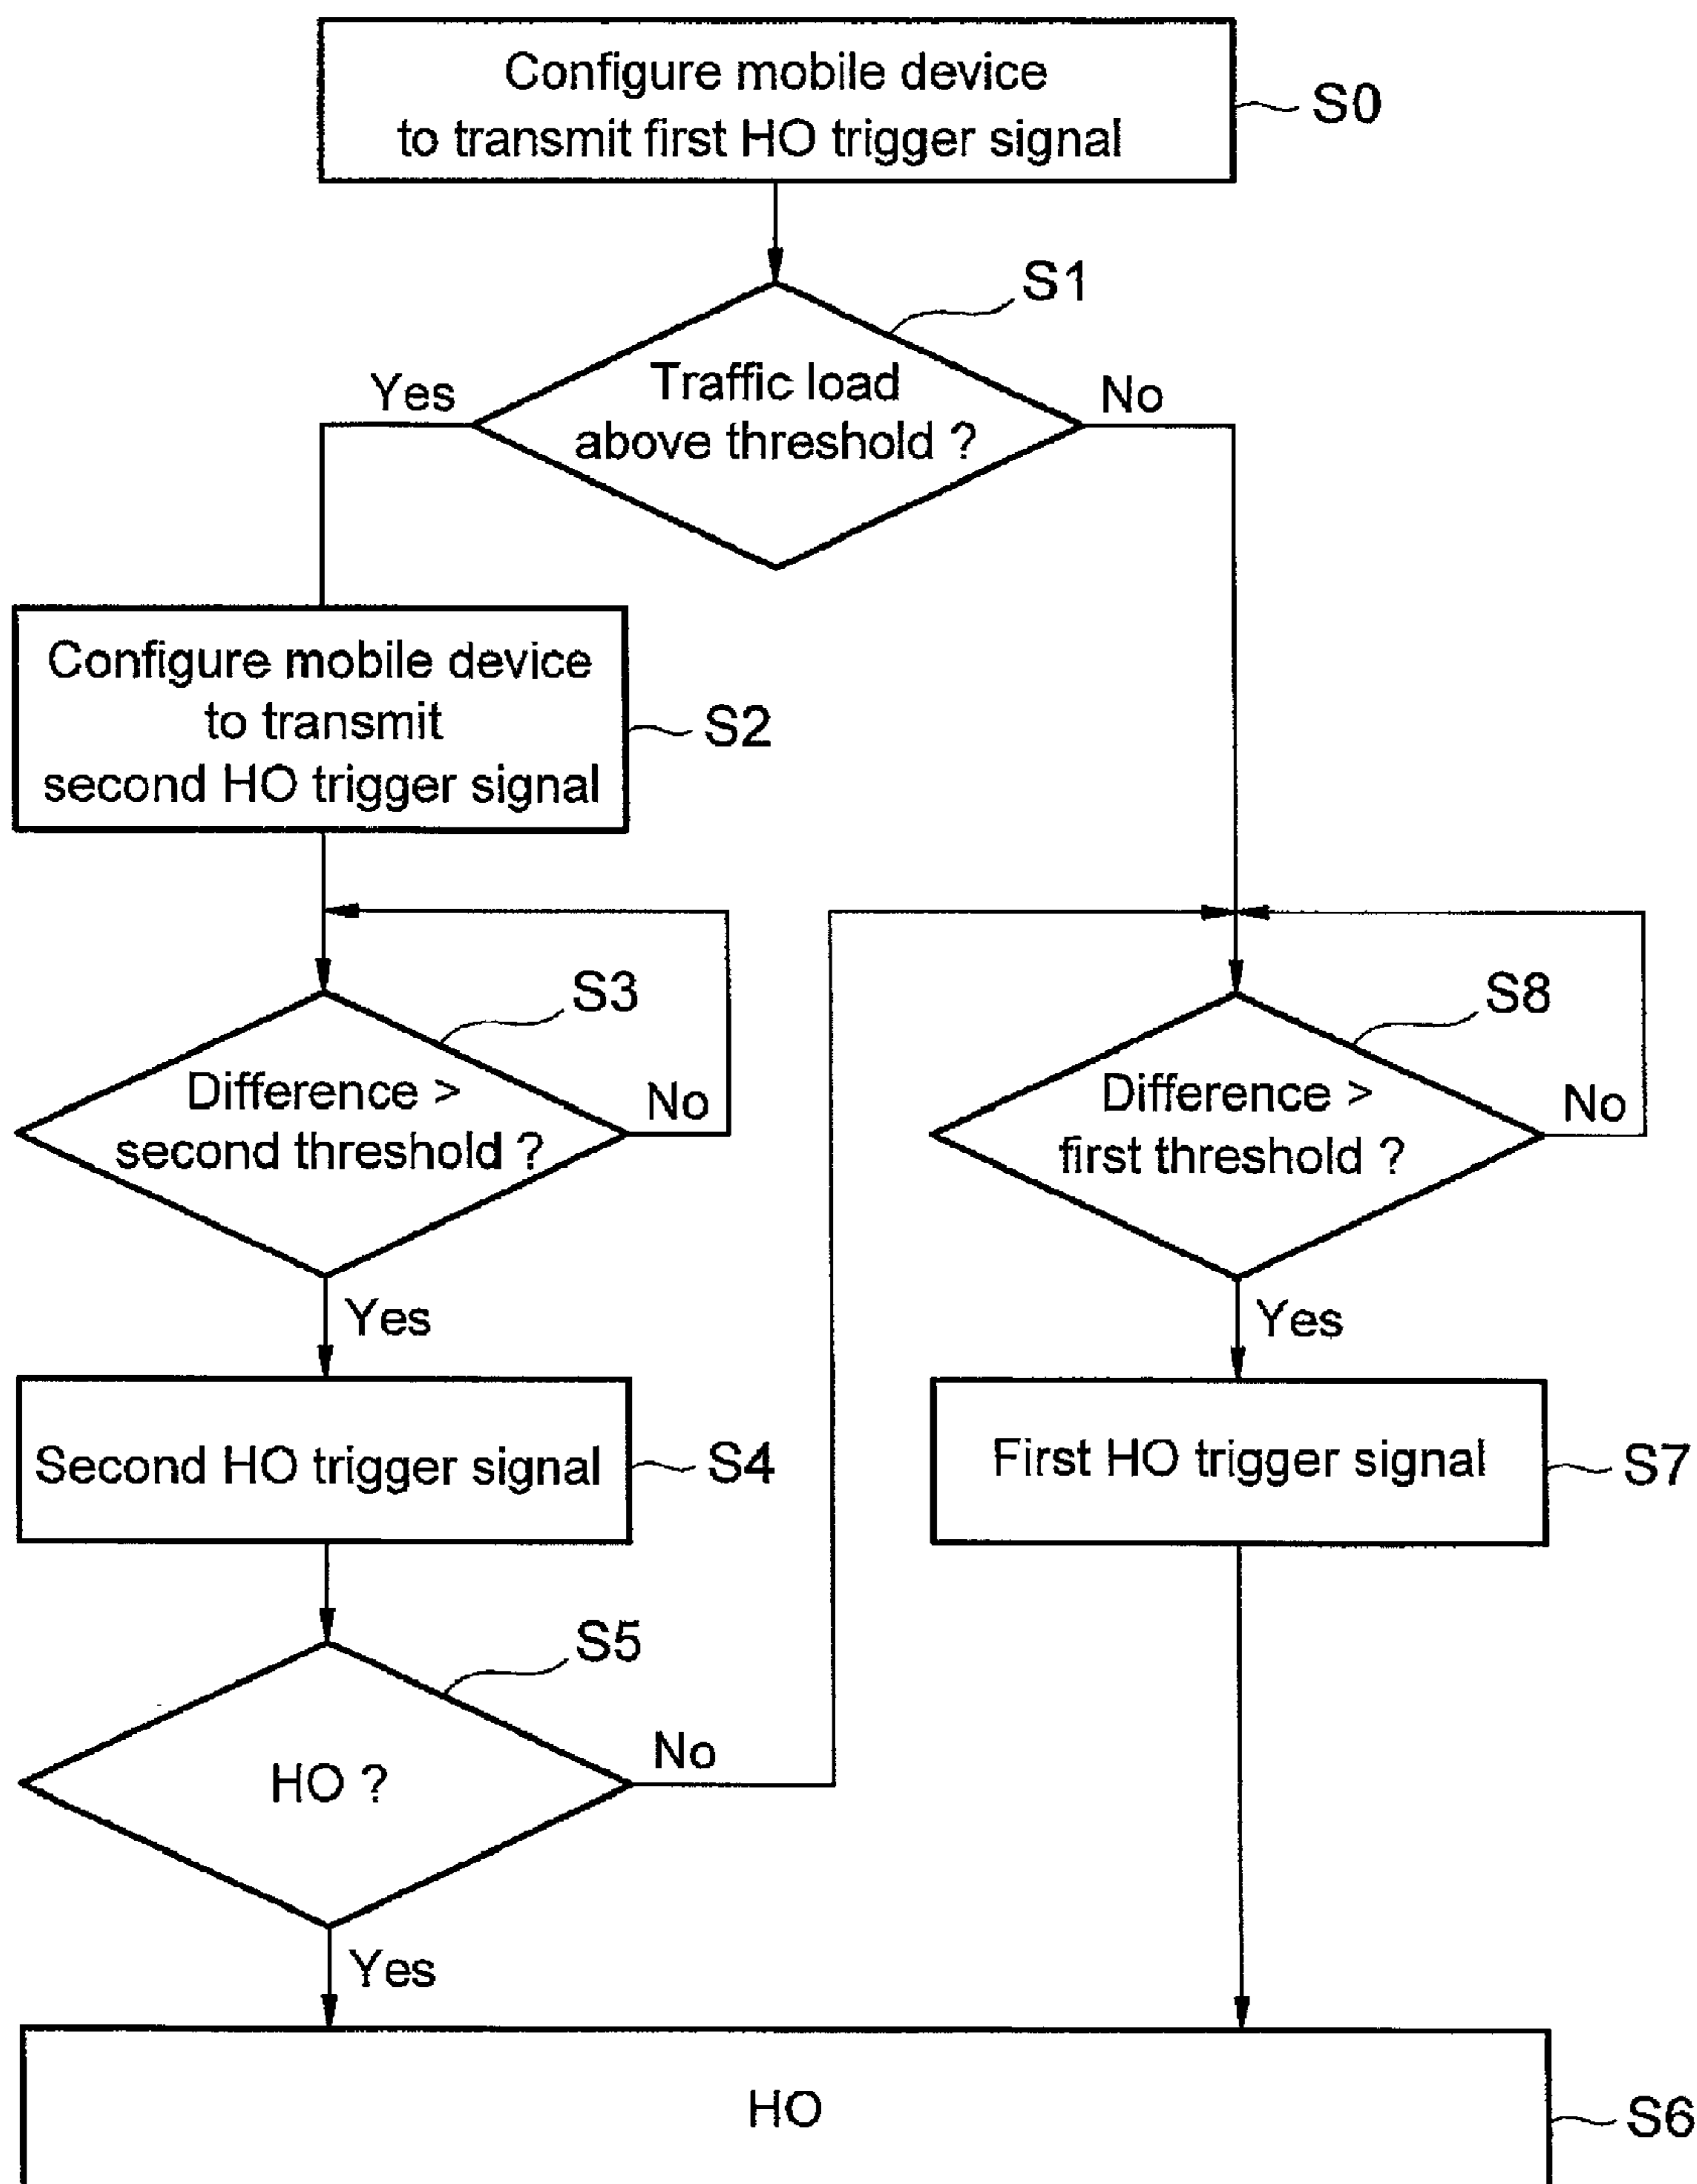 Configure mobile device
to transmit first HO trigger signal
S0
S1
Traffic load
above threshold ?
Yes
No
Configure mobile device
to transmit
second HO trigger signal
S2
S3
Difference >
second threshold ?
No
S8
Difference >
first threshold ?
No
Yes
Yes
Second HO trigger signal
S4
First HO trigger signal
S7
S5
HO ?
No
Yes
HO
S6